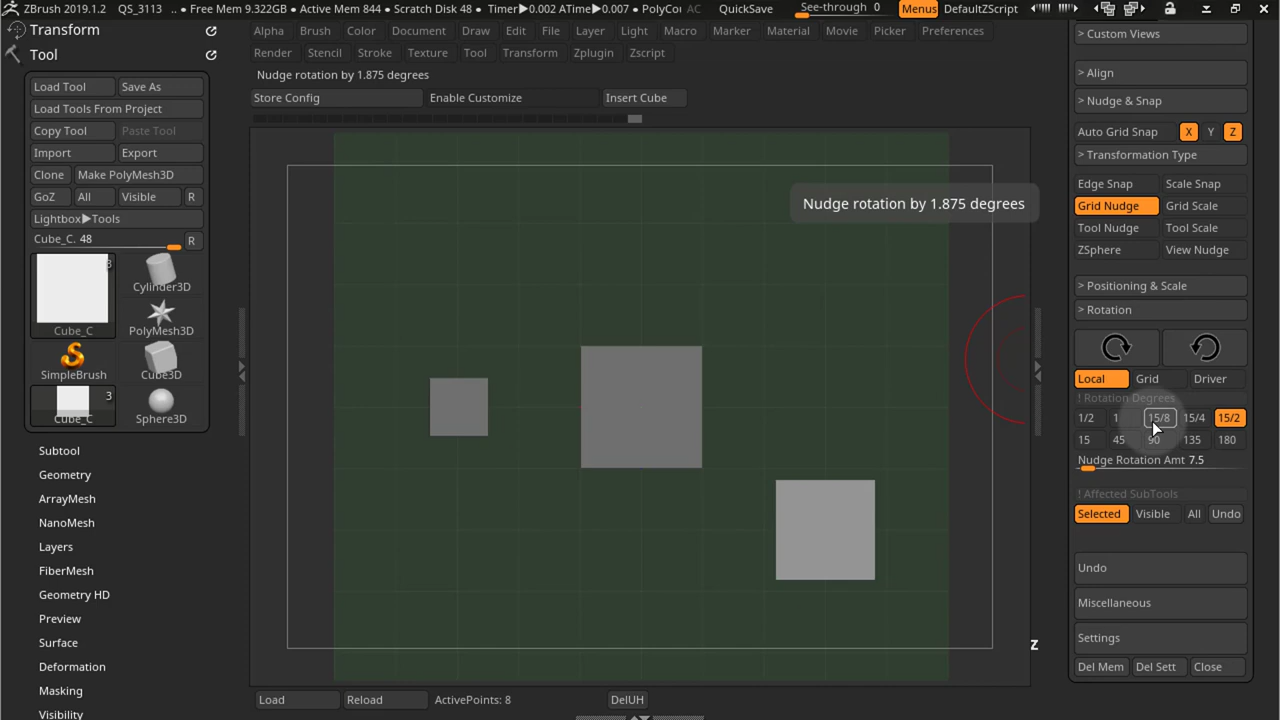 ZBrush 2019.1.2 QS_3113 • Free Mem 9.322GB • Active Mem 844 • Scratch Disk 48 • Timer▶0.002 ATime▶0.007 • PolyCo AC QuickSave See-through 0 Menus DefaultZScript
Transform
Tool
Alpha Brush Color Document Draw Edit File Layer Light Macro Marker Material Movie Picker Preferences
Render Stencil Stroke Texture Tool Transform Zplugin Zscript
Nudge rotation by 1.875 degrees
Store Config Enable Customize Insert Cube
Load Tool Save As
Load Tools From Project
Copy Tool Paste Tool
Import Export
Clone Make PolyMesh3D
GoZ All Visible R
Lightbox▶Tools
Cube_C. 48 R
3
Cube_C
Cylinder3D
PolyMesh3D
SimpleBrush
Cube3D
3
Cube_C
Sphere3D
Subtool
Geometry
ArrayMesh
NanoMesh
Layers
FiberMesh
Geometry HD
Preview
Surface
Deformation
Masking
Visibility
Nudge rotation by 1.875 degrees
z
Load Reload ActivePoints: 8 DelUH
> Custom Views
> Align
> Nudge & Snap
Auto Grid Snap X Y Z
> Transformation Type
Edge Snap Scale Snap
Grid Nudge Grid Scale
Tool Nudge Tool Scale
ZSphere View Nudge
> Positioning & Scale
> Rotation
Local Grid Driver
! Rotation Degrees
1/2 1 15/8 15/4 15/2
15 45 90 135 180
Nudge Rotation Amt 7.5
! Affected SubTools
Selected Visible All Undo
Undo
Miscellaneous
Settings
Del Mem Del Sett Close